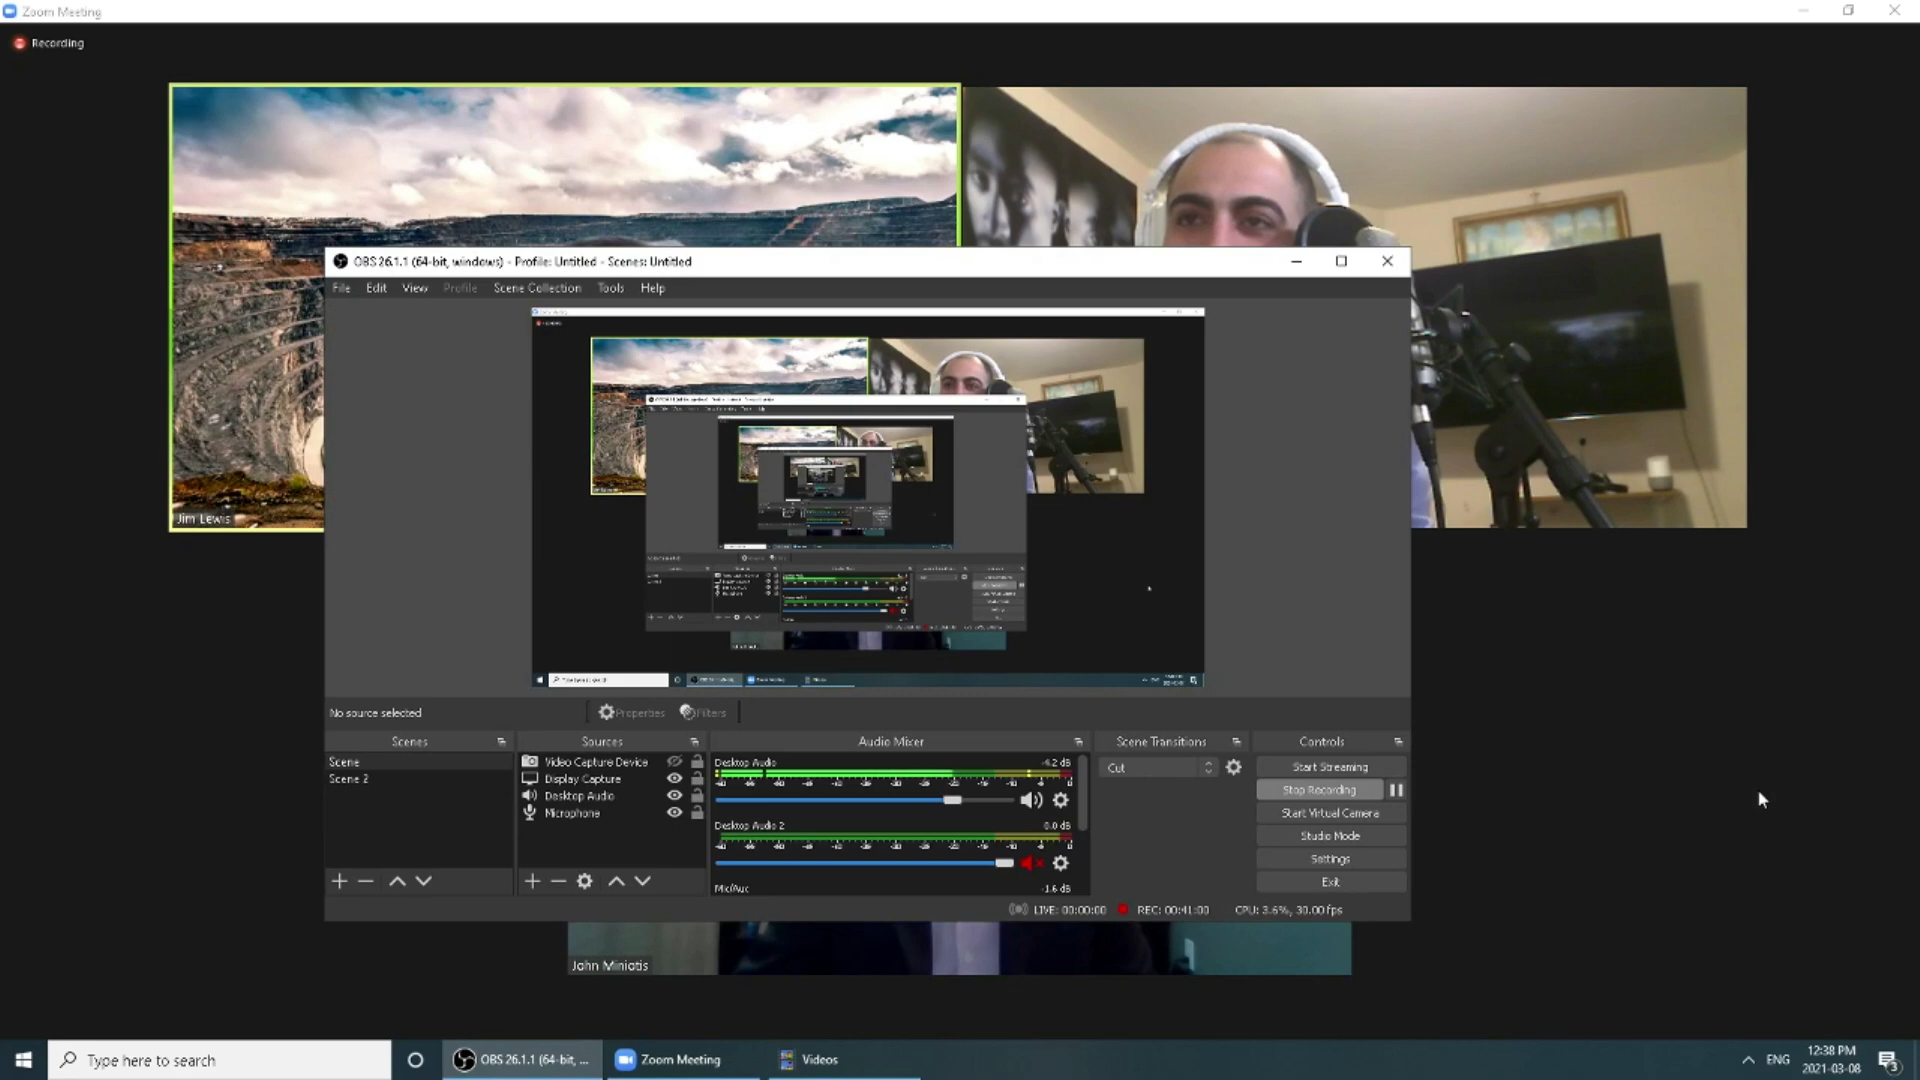 Zoom Meeting
Recording
Jim Lewis
OBS 26.1.1 (64-bit, windows) - Profile: Untitled - Scenes: Untitled
File Edit View Profile Scene Collection Tools Help
No source selected
Properties Filters
Scenes
Scene
Scene 2
Sources
Video Capture Device
Display Capture
Desktop Audio
Microphone
Audio Mixer
Desktop Audio -4.2 dB
Desktop Audio 2 0.0 dB
Mic/Aux -1.6 dB
Scene Transitions
Cut
Controls
Start Streaming
Stop Recording
Start Virtual Camera
Studio Mode
Settings
Exit
LIVE: 00:00:00 REC: 00:41:00 CPU: 3.6%, 30.00 fps
John Miniatis
Type here to search
OBS 26.1.1 (64-bit, ...
Zoom Meeting
Videos
ENG
12:38 PM
2021-03-08
3